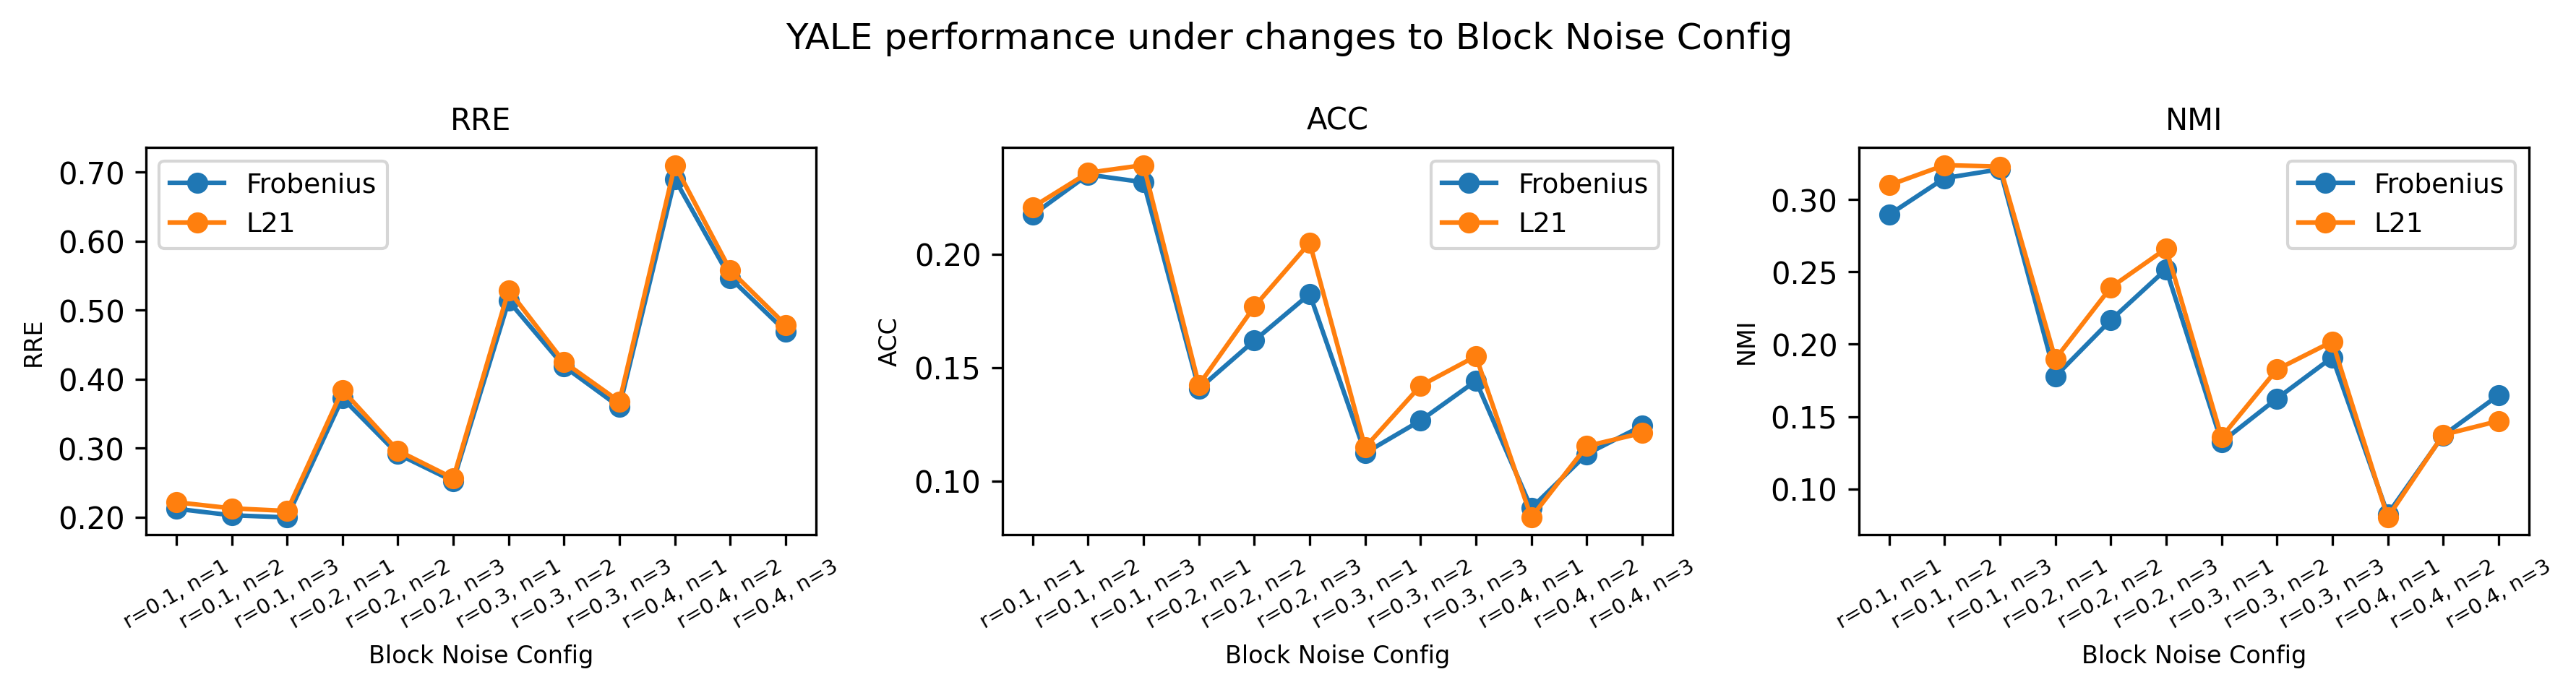 YALE performance under changes to Block Noise Config
RRE
0.70
0.60
0.50
0.40
0.30
0.20
RRE
Frobenius
L21
r=0.1, n=1
r=0.1, n=2
r=0.1, n=3
r=0.2, n=1
r=0.2, n=2
r=0.2, n=3
r=0.3, n=1
r=0.3, n=2
r=0.3, n=3
r=0.4, n=1
r=0.4, n=2
r=0.4, n=3
Block Noise Config
ACC
0.20
0.15
0.10
ACC
Frobenius
L21
r=0.1, n=1
r=0.1, n=2
r=0.1, n=3
r=0.2, n=1
r=0.2, n=2
r=0.2, n=3
r=0.3, n=1
r=0.3, n=2
r=0.3, n=3
r=0.4, n=1
r=0.4, n=2
r=0.4, n=3
Block Noise Config
NMI
0.30
0.25
0.20
0.15
0.10
NMI
Frobenius
L21
r=0.1, n=1
r=0.1, n=2
r=0.1, n=3
r=0.2, n=1
r=0.2, n=2
r=0.2, n=3
r=0.3, n=1
r=0.3, n=2
r=0.3, n=3
r=0.4, n=1
r=0.4, n=2
r=0.4, n=3
Block Noise Config